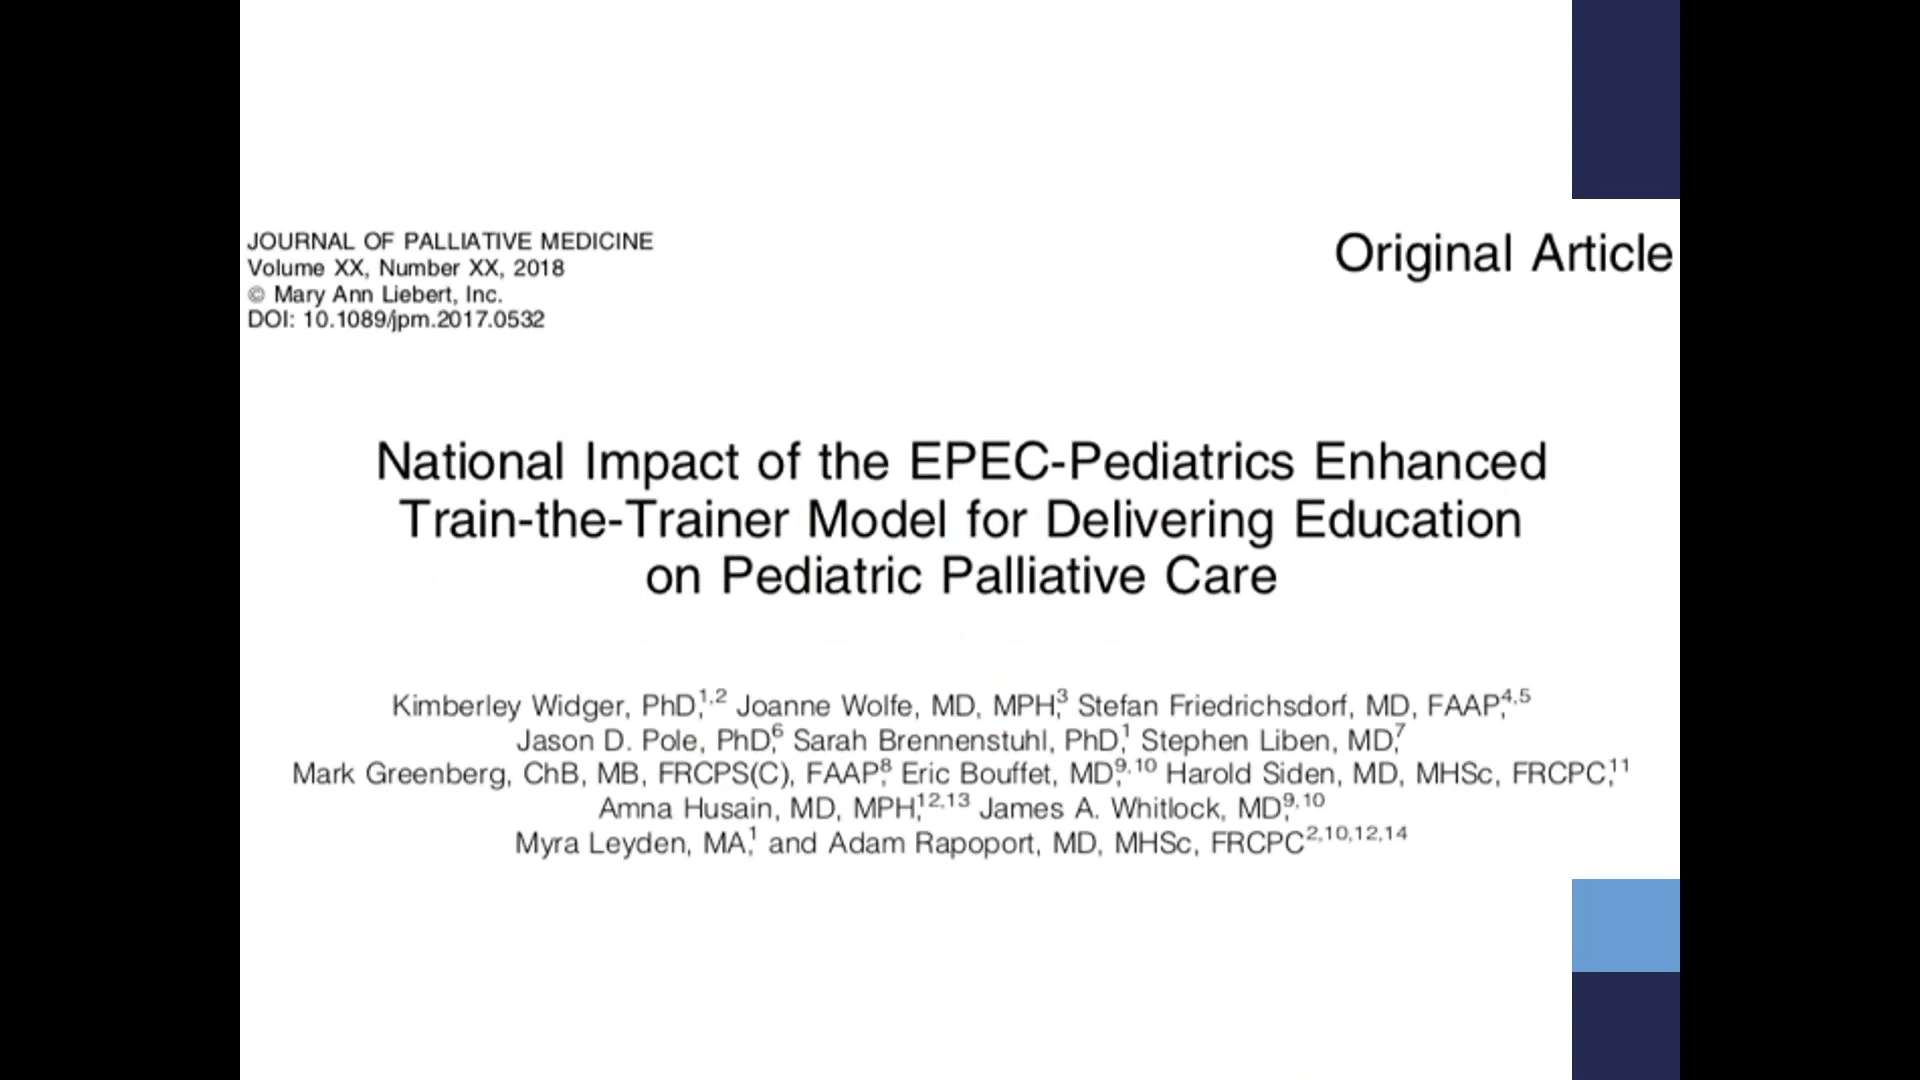 JOURNAL OF PALLIATIVE MEDICINE
Volume XX, Number XX, 2018
© Mary Ann Liebert, Inc.
DOI: 10.1089/jpm.2017.0532
Original Article
National Impact of the EPEC-Pediatrics Enhanced
Train-the-Trainer Model for Delivering Education
on Pediatric Palliative Care
Kimberley Widger, PhD,1,2 Joanne Wolfe, MD, MPH,3 Stefan Friedrichsdorf, MD, FAAP,4,5
Jason D. Pole, PhD,6 Sarah Brennenstuhl, PhD,1 Stephen Liben, MD,7
Mark Greenberg, ChB, MB, FRCPS(C), FAAP,8 Eric Bouffet, MD,9,10 Harold Siden, MD, MHSc, FRCPC,11
Amna Husain, MD, MPH,12,13 James A. Whitlock, MD,9,10
Myra Leyden, MA,1 and Adam Rapoport, MD, MHSc, FRCPC2,10,12,14